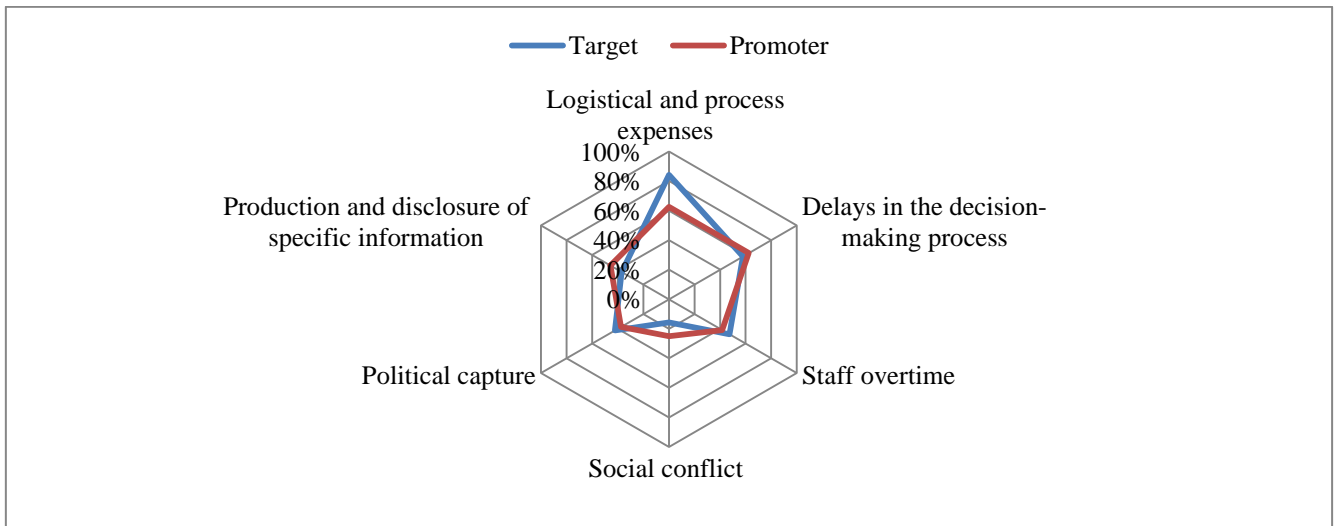 Target Promoter
Logistical and process
expenses
100%
80%
60%
40%
20%
0%
Delays in the decision-
making process
Staff overtime
Social conflict
Political capture
Production and disclosure of
specific information